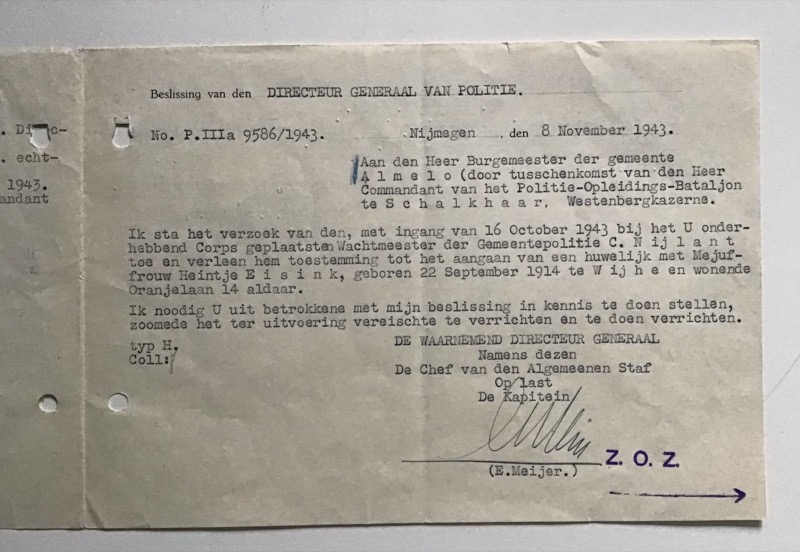 . Di ec-
. echt-
1943.
andant
Beslissing van den DIRECTEUR GENERAAL VAN POLITIE.
No. P.IIIa 9586/1943. Nijmegen , den 8 November 1943.
Aan den Heer Burgemeester der gemeente
A l m e l o (door tusschenkomst van den Heer
Commandant van het Politie-Opleidings-Bataljon
te S c h a l k h a a r, Westenbergkazerne.
Ik sta het verzoek van den, met ingang van 16 October 1943 bij het U onder-
hebbend Corps geplaatsten Wachtmeester der Gemeentepolitie C. N ij l a n t
toe en verleen hem toestemming tot het aangaan van een huwelijk met Mejuf-
frouw Heintje E i s i n k, geboren 22 September 1914 te W ij h e en wonende
Oranjelaan 14 aldaar.
Ik noodig U uit betrokkene met mijn beslissing in kennis te doen stellen,
zoomede het ter uitvoering vereischte te verrichten en te doen verrichten.
typ H.
Coll:
DE WAARNEMEND DIRECTEUR GENERAAL
Namens dezen
De Chef van den Algemeenen Staf
Op last
De Kapitein
(E.Meijer.)
Z. O. Z.